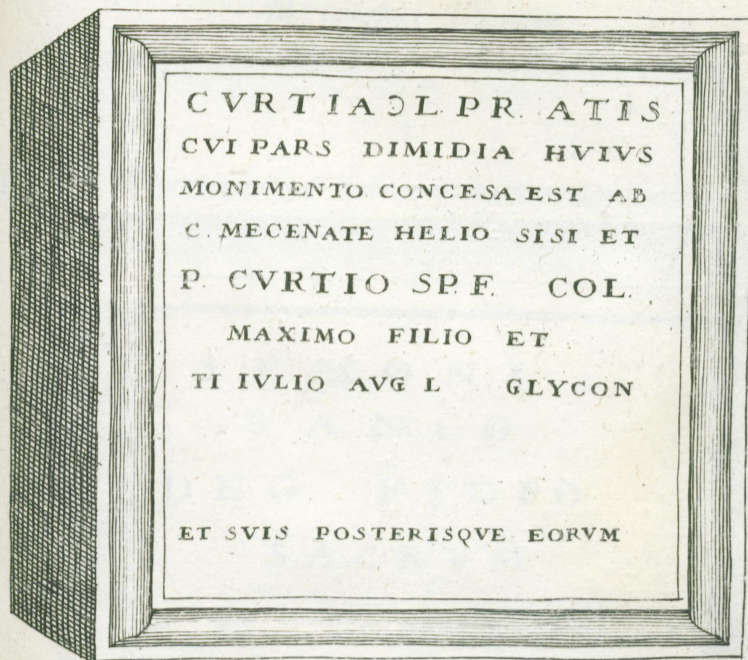 CVRTIAƆL. PR. ATIS
CVI PARS DIMIDIA HVIVS
MONIMENTO CONCESA EST AB
C. MECENATE HELIO SISI ET
P. CVRTIO SP. F. COL.
MAXIMO FILIO ET
TI IVLIO AVG L GLYCON
ET SVIS POSTERISQVE EORVM